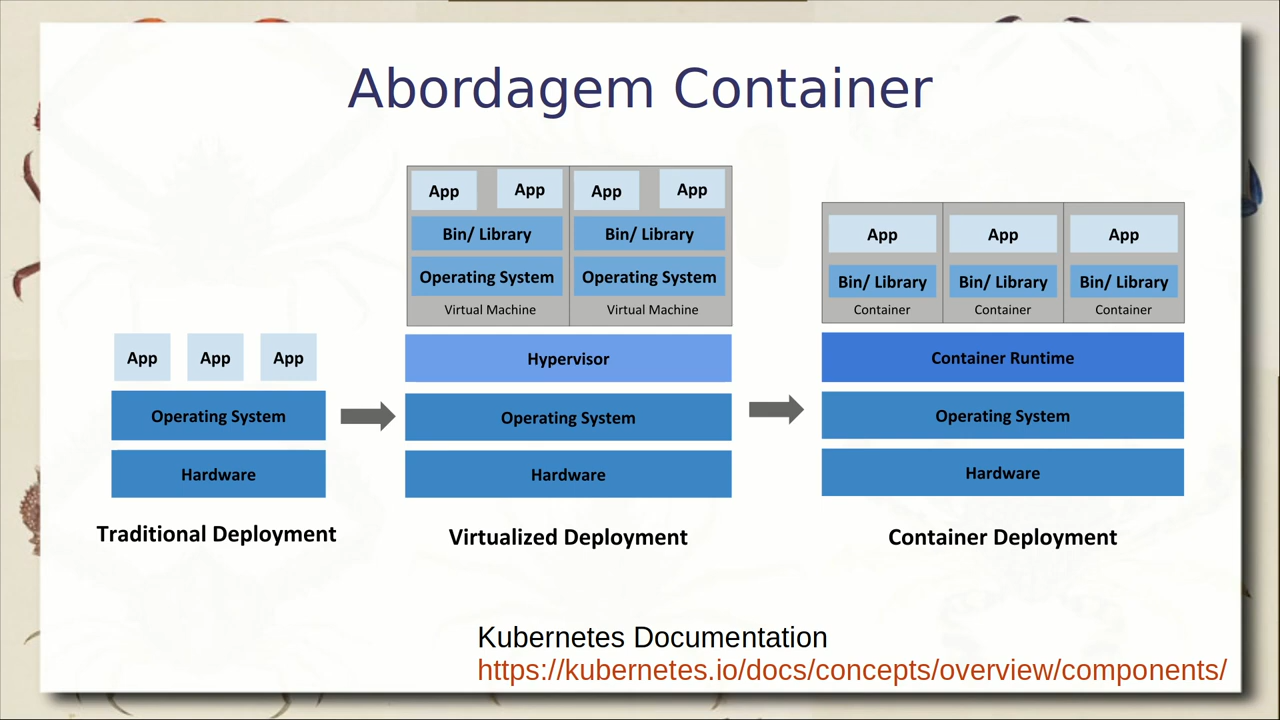 Abordagem Container
App App App
Operating System
Hardware
Traditional Deployment
App App App App
Bin/ Library Bin/ Library
Operating System Operating System
Virtual Machine Virtual Machine
Hypervisor
Operating System
Hardware
Virtualized Deployment
App App App
Bin/ Library Bin/ Library Bin/ Library
Container Container Container
Container Runtime
Operating System
Hardware
Container Deployment
Kubernetes Documentation
https://kubernetes.io/docs/concepts/overview/components/